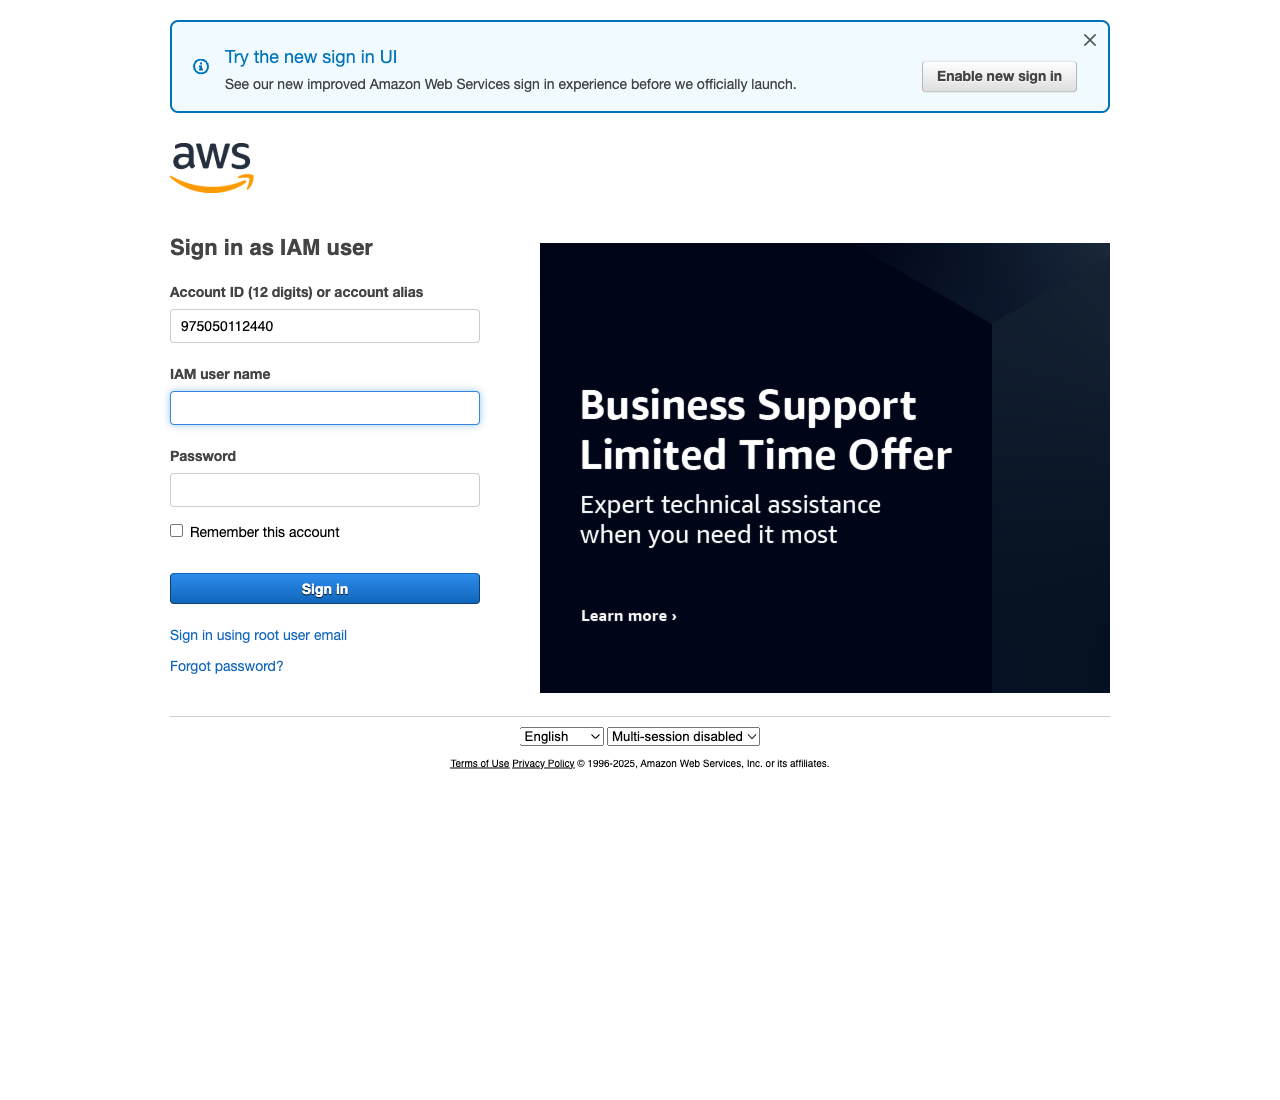 Try the new sign in UI
See our new improved Amazon Web Services sign in experience before we officially launch.
Enable new sign in
aws
Sign in as IAM user
Account ID (12 digits) or account alias
975050112440
IAM user name
Password
Remember this account
Sign in
Sign in using root user email
Forgot password?
Business Support
Limited Time Offer
Expert technical assistance
when you need it most
Learn more ›
English
Multi-session disabled
Terms of Use Privacy Policy © 1996-2025, Amazon Web Services, Inc. or its affiliates.